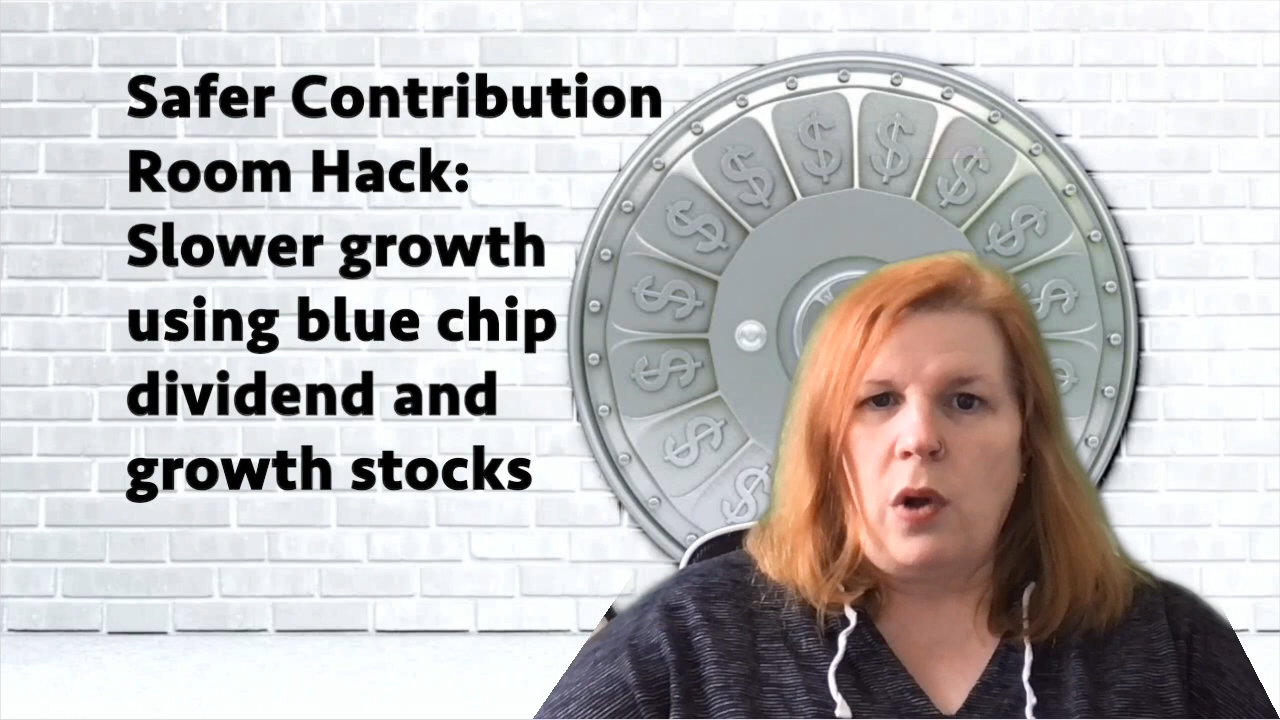 Safer Contribution
Room Hack:
Slower growth
using blue chip
dividend and
growth stocks